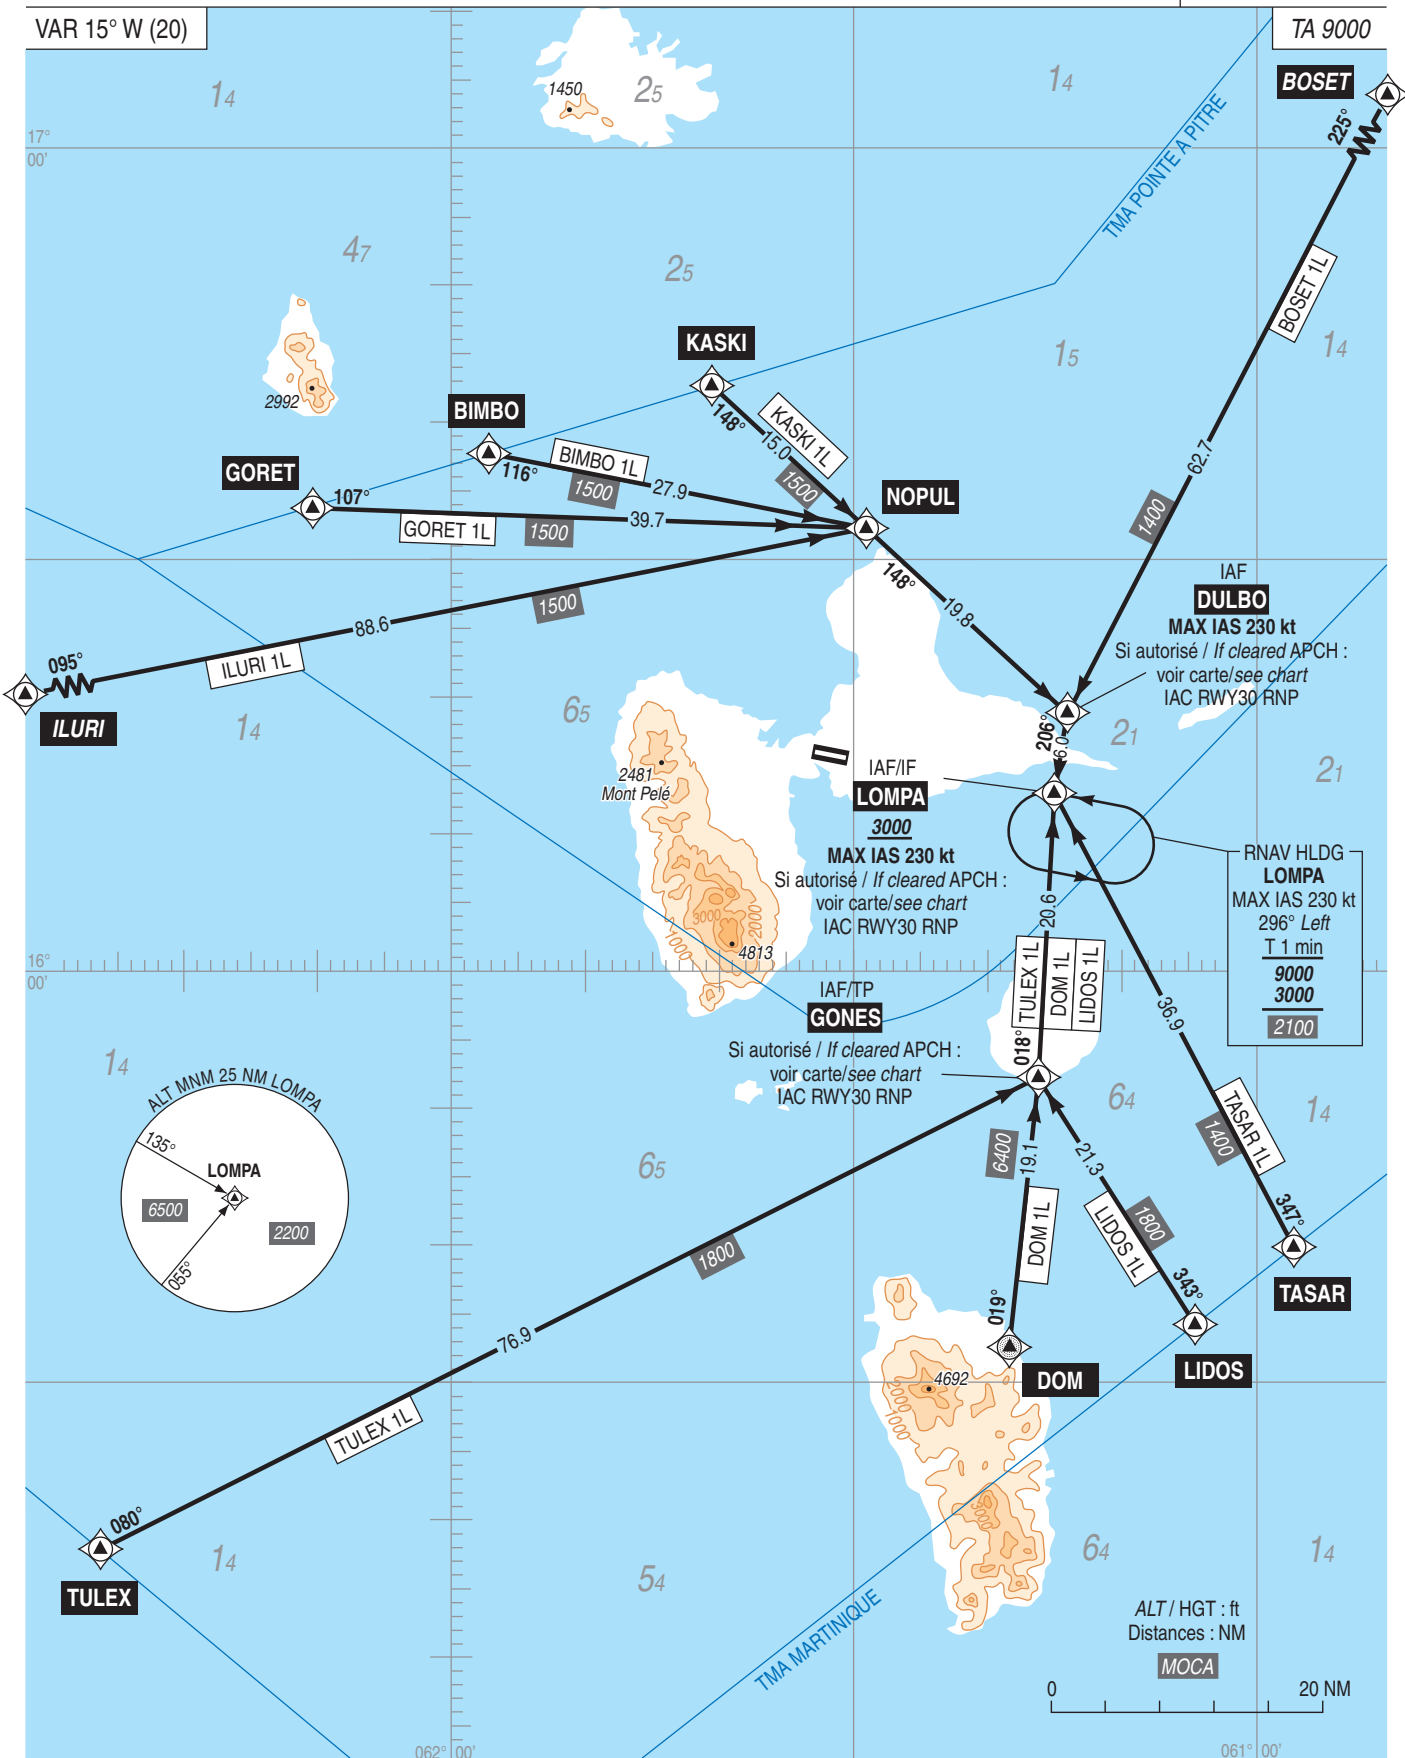 VAR 15° W (20)
TA 9000
BOSET
225°
1450
25
14
14
17°
00'
TMA POINTE A PITRE
47
25
BOSET 1L
KASKI
15
14
2992
BIMBO
148°
KASKI 1L
15.0
1500
BIMBO 1L
116°
1500
27.9
62.7
GORET
107°
NOPUL
GORET 1L
1500
39.7
1400
148°
IAF
DULBO
MAX IAS 230 kt
Si autorisé / If cleared APCH :
voir carte/see chart
IAC RWY30 RNP
1500
19.8
88.6
095°
ILURI 1L
ILURI
14
65
206°
6.0
21
21
2481
Mont Pelé
IAF/IF
LOMPA
3000
MAX IAS 230 kt
Si autorisé / If cleared APCH :
voir carte/see chart
IAC RWY30 RNP
RNAV HLDG
LOMPA
MAX IAS 230 kt
296° Left
T 1 min
9000
3000
2100
3000
2000
1000
4813
20.6
TULEX 1L
DOM 1L
LIDOS 1L
16°
00'
IAF/TP
GONES
Si autorisé / If cleared APCH :
voir carte/see chart
IAC RWY30 RNP
018°
36.9
14
ALT MNM 25 NM LOMPA
135°
LOMPA
6500
2200
055°
64
TASAR 1L
1400
14
65
6400
19.1
21.3
DOM 1L
LIDOS 1L
1800
347°
1800
343°
019°
TASAR
76.9
LIDOS
DOM
4692
2000
1000
TULEX 1L
080°
3000
TULEX
14
54
64
14
TMA MARTINIQUE
ALT / HGT : ft
Distances : NM
MOCA
0 20 NM
062° 00'
061° 00'